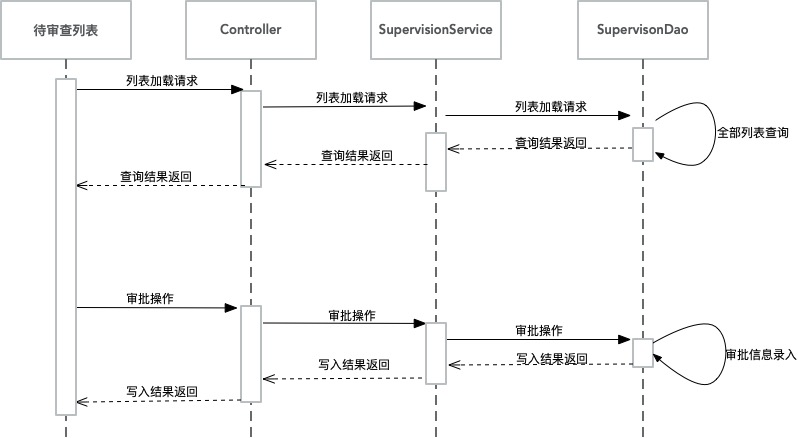 待审查列表
Controller
SupervisionService
SupervisonDao
列表加载请求
列表加载请求
列表加载请求
全部列表查询
查询结果返回
查询结果返回
查询结果返回
审批操作
审批操作
审批操作
审批信息录入
写入结果返回
写入结果返回
写入结果返回